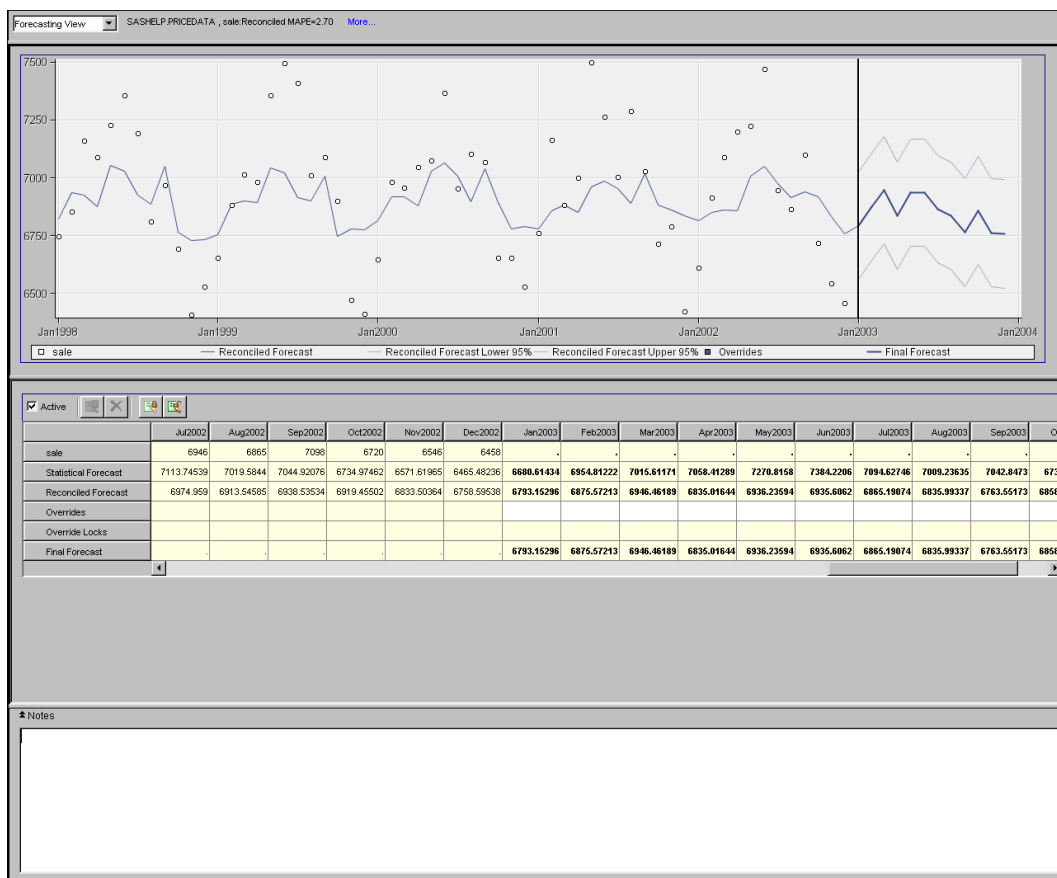 Forecasting View SASHELP.PRICEDATA , sale:Reconciled MAPE=2.70 More...
7500
7250
7000
6750
6500
Jan1998 Jan1999 Jan2000 Jan2001 Jan2002 Jan2003 Jan2004
sale Reconciled Forecast Reconciled Forecast Lower 95% Reconciled Forecast Upper 95% Overrides Final Forecast
Active
Jul2002 Aug2002 Sep2002 Oct2002 Nov2002 Dec2002 Jan2003 Feb2003 Mar2003 Apr2003 May2003 Jun2003 Jul2003 Aug2003 Sep2003 O
sale 6946 6865 7098 6720 6546 6458 . . . . . . . . .
Statistical Forecast 7113.74539 7019.5844 7044.92076 6734.97462 6571.61965 6465.48236 6680.61434 6954.81222 7015.61171 7058.41289 7270.8158 7384.2206 7094.62746 7009.23635 7042.8473 673
Reconciled Forecast 6974.959 6913.54585 6938.53534 6919.45502 6833.50364 6758.59538 6793.15296 6875.57213 6946.46189 6835.01644 6936.23594 6935.6062 6865.19074 6835.99337 6763.55173 6858
Overrides
Override Locks
Final Forecast . . . . . . 6793.15296 6875.57213 6946.46189 6835.01644 6936.23594 6935.6062 6865.19074 6835.99337 6763.55173 6858
Notes